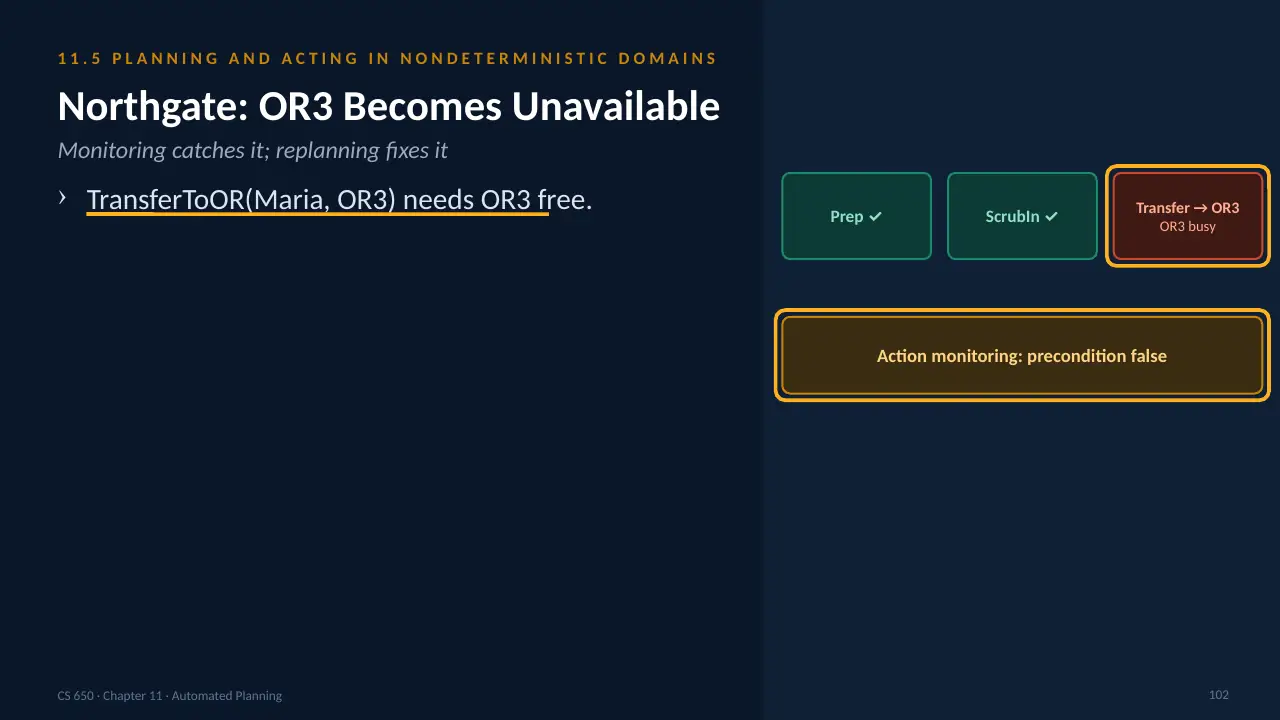 11.5 PLANNING AND ACTING IN NONDETERMINISTIC DOMAINS
Northgate: OR3 Becomes Unavailable
Monitoring catches it; replanning fixes it
› TransferToOR(Maria, OR3) needs OR3 free.
Prep ✓
ScrubIn ✓
Transfer → OR3
OR3 busy
Action monitoring: precondition false
CS 650 · Chapter 11 · Automated Planning
102